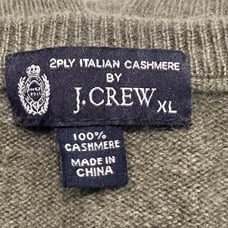 2PLY ITALIAN CASHMERE
BY
J.CREW XL
100%
CASHMERE
MADE IN
CHINA